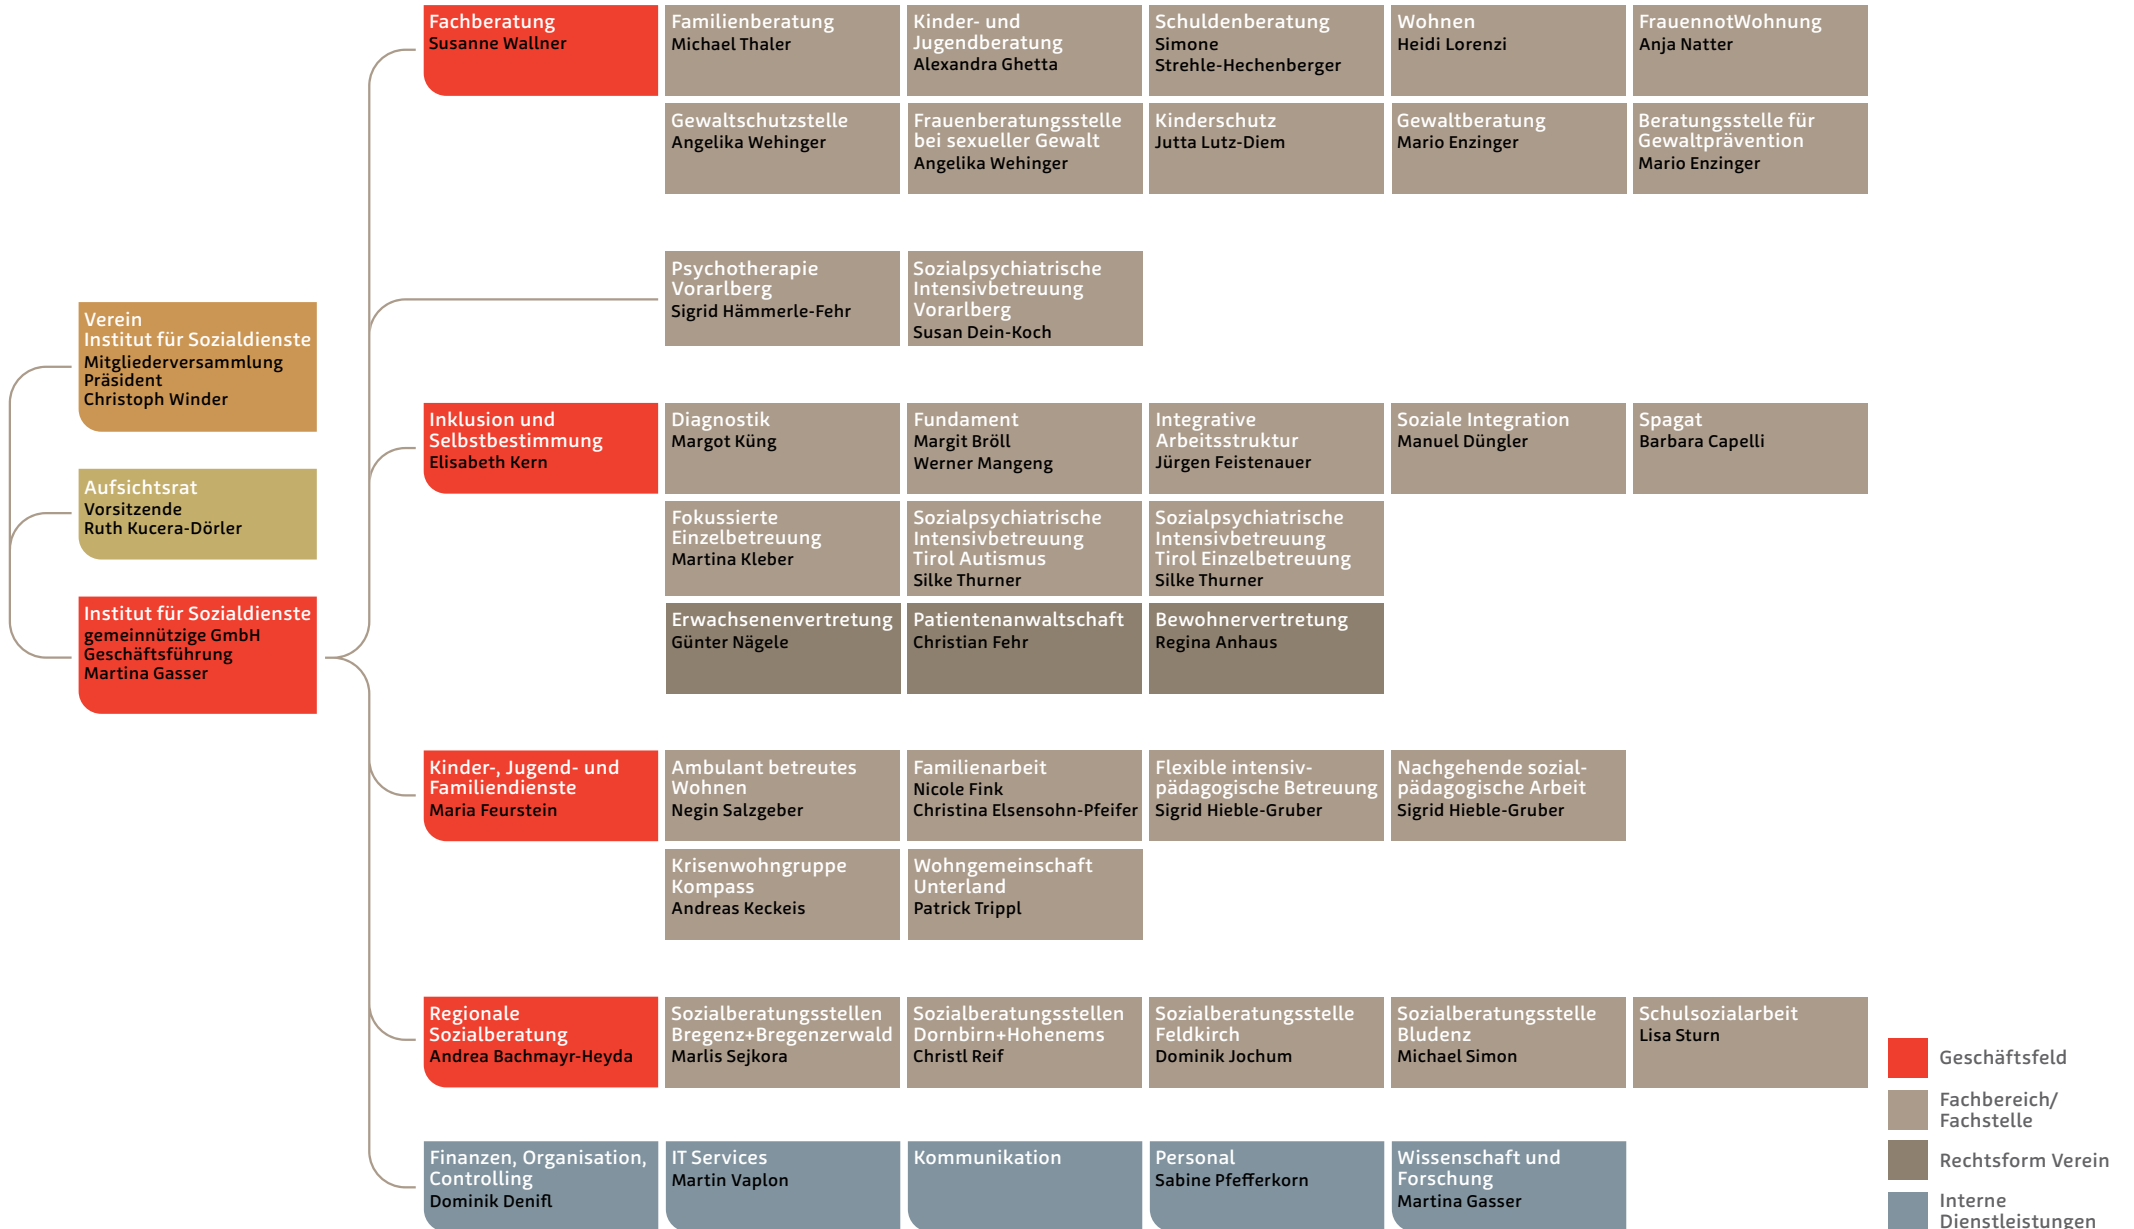 Verein
Institut für Sozialdienste
Mitgliederversammlung
Präsident
Christoph Winder
Aufsichtsrat
Vorsitzende
Ruth Kucera-Dörler
Institut für Sozialdienste
gemeinnützige GmbH
Geschäftsführung
Martina Gasser
Fachberatung
Susanne Wallner
Familienberatung
Michael Thaler
Kinder- und
Jugendberatung
Alexandra Ghetta
Schuldenberatung
Simone
Strehle-Hechenberger
Wohnen
Heidi Lorenzi
FrauennotWohnung
Anja Natter
Gewaltschutzstelle
Angelika Wehinger
Frauenberatungsstelle
bei sexueller Gewalt
Angelika Wehinger
Kinderschutz
Jutta Lutz-Diem
Gewaltberatung
Mario Enzinger
Beratungsstelle für
Gewaltprävention
Mario Enzinger
Psychotherapie
Vorarlberg
Sigrid Hämmerle-Fehr
Sozialpsychiatrische
Intensivbetreuung
Vorarlberg
Susan Dein-Koch
Inklusion und
Selbstbestimmung
Elisabeth Kern
Diagnostik
Margot Küng
Fundament
Margit Bröll
Werner Mangeng
Integrative
Arbeitsstruktur
Jürgen Feistenauer
Soziale Integration
Manuel Düngler
Spagat
Barbara Capelli
Fokussierte
Einzelbetreuung
Martina Kleber
Sozialpsychiatrische
Intensivbetreuung
Tirol Autismus
Silke Thurner
Sozialpsychiatrische
Intensivbetreuung
Tirol Einzelbetreuung
Silke Thurner
Erwachsenenvertretung
Günter Nägele
Patientenanwaltschaft
Christian Fehr
Bewohnervertretung
Regina Anhaus
Kinder-, Jugend- und
Familiendienste
Maria Feurstein
Ambulant betreutes
Wohnen
Negin Salzgeber
Familienarbeit
Nicole Fink
Christina Elsensohn-Pfeifer
Flexible intensiv-
pädagogische Betreuung
Sigrid Hieble-Gruber
Nachgehende sozial-
pädagogische Arbeit
Sigrid Hieble-Gruber
Krisenwohngruppe
Kompass
Andreas Keckeis
Wohngemeinschaft
Unterland
Patrick Trippl
Regionale
Sozialberatung
Andrea Bachmayr-Heyda
Sozialberatungsstellen
Bregenz+Bregenzerwald
Marlis Sejkora
Sozialberatungsstellen
Dornbirn+Hohenems
Christl Reif
Sozialberatungsstelle
Feldkirch
Dominik Jochum
Sozialberatungsstelle
Bludenz
Michael Simon
Schulsozialarbeit
Lisa Sturn
Finanzen, Organisation,
Controlling
Dominik Denifl
IT Services
Martin Vaplon
Kommunikation
Personal
Sabine Pfefferkorn
Wissenschaft und
Forschung
Martina Gasser
Geschäftsfeld
Fachbereich/
Fachstelle
Rechtsform Verein
Interne
Dienstleistungen